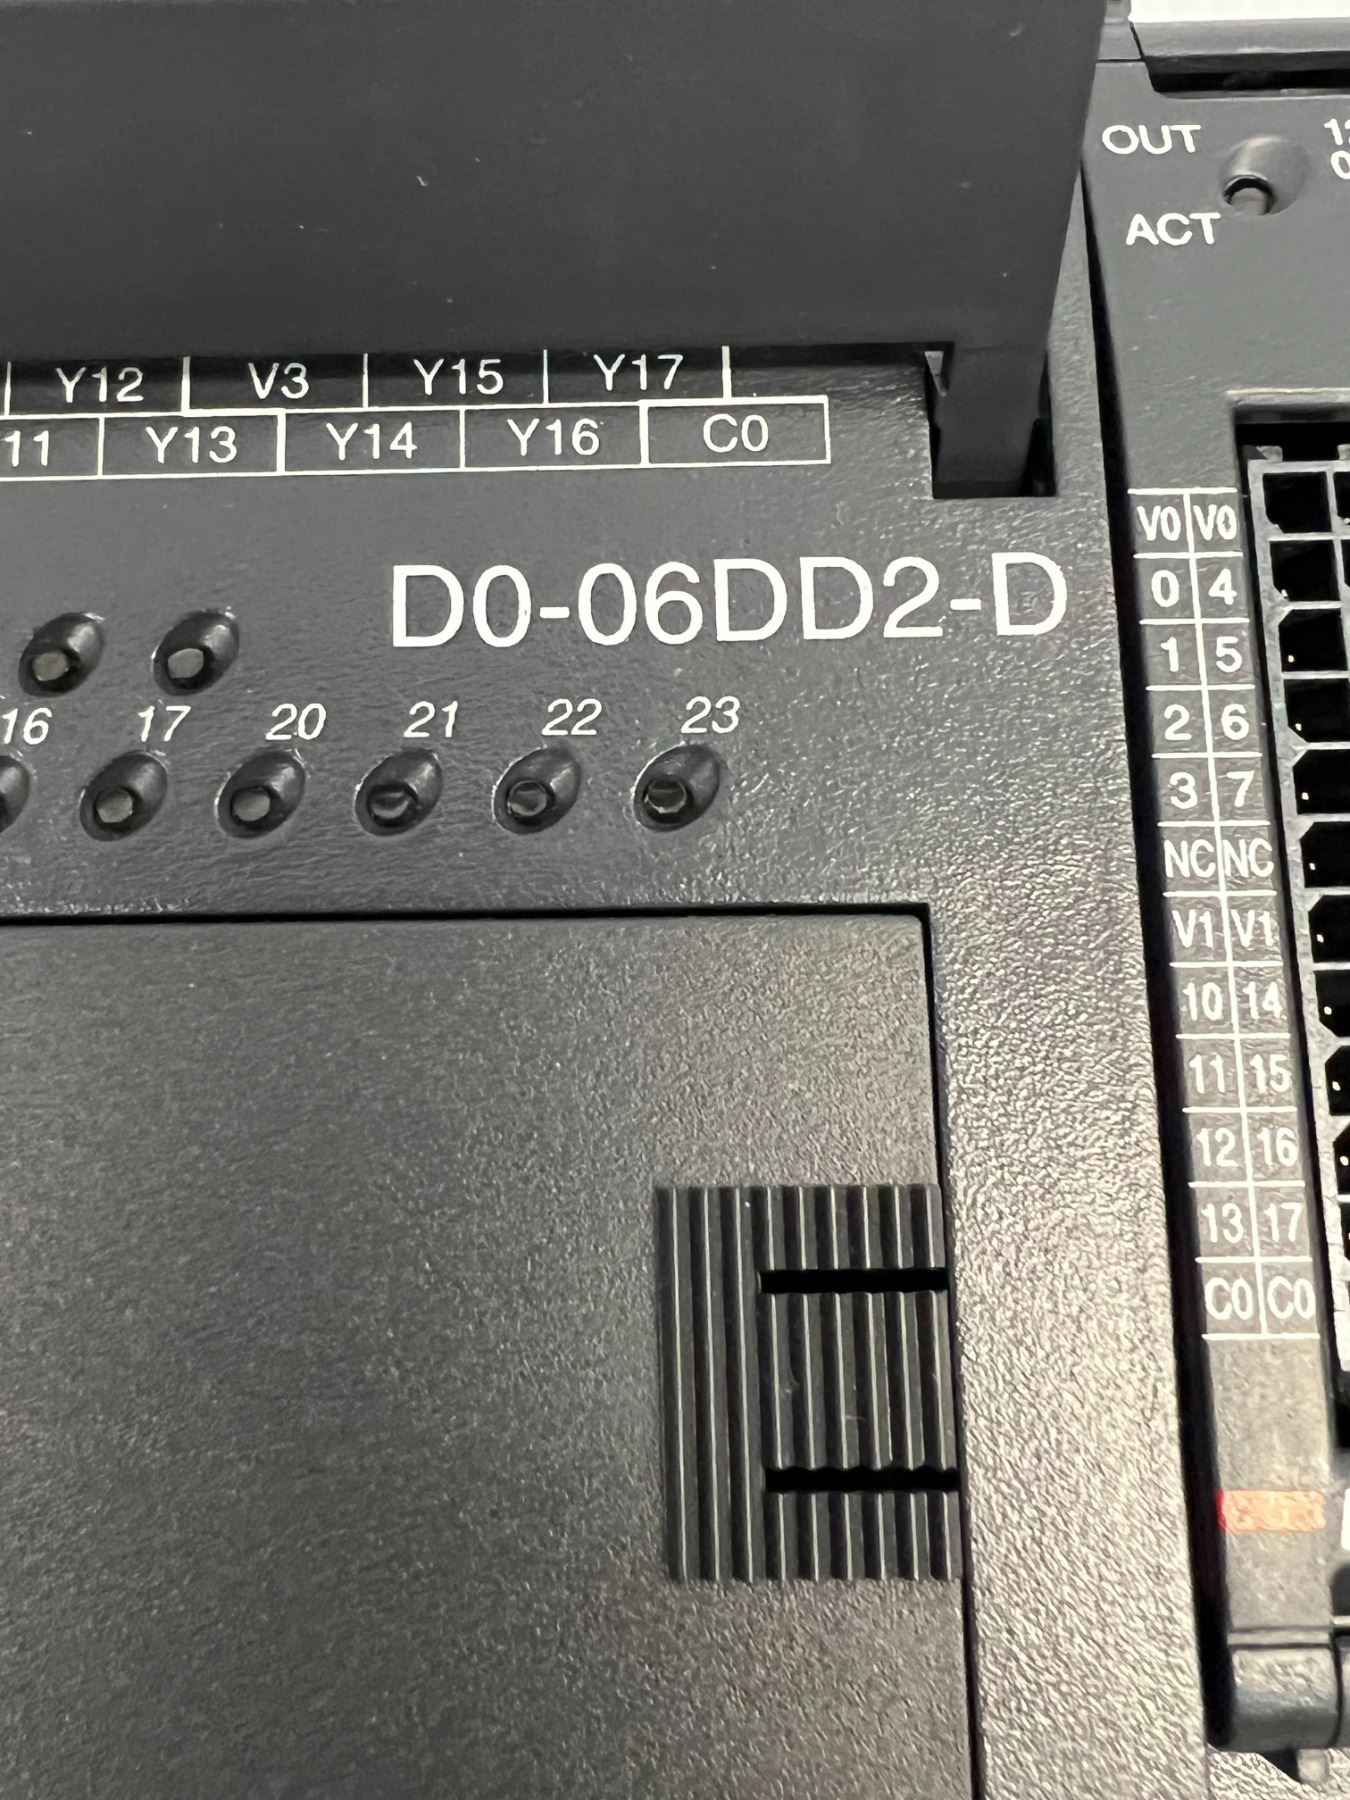 OUT
ACT
Y12 V3 Y15 Y17
11 Y13 Y14 Y16 C0
D0-06DD2-D
16 17 20 21 22 23
V0 V0
0 4
1 5
2 6
3 7
NC NC
V1 V1
10 14
11 15
12 16
13 17
C0 C0